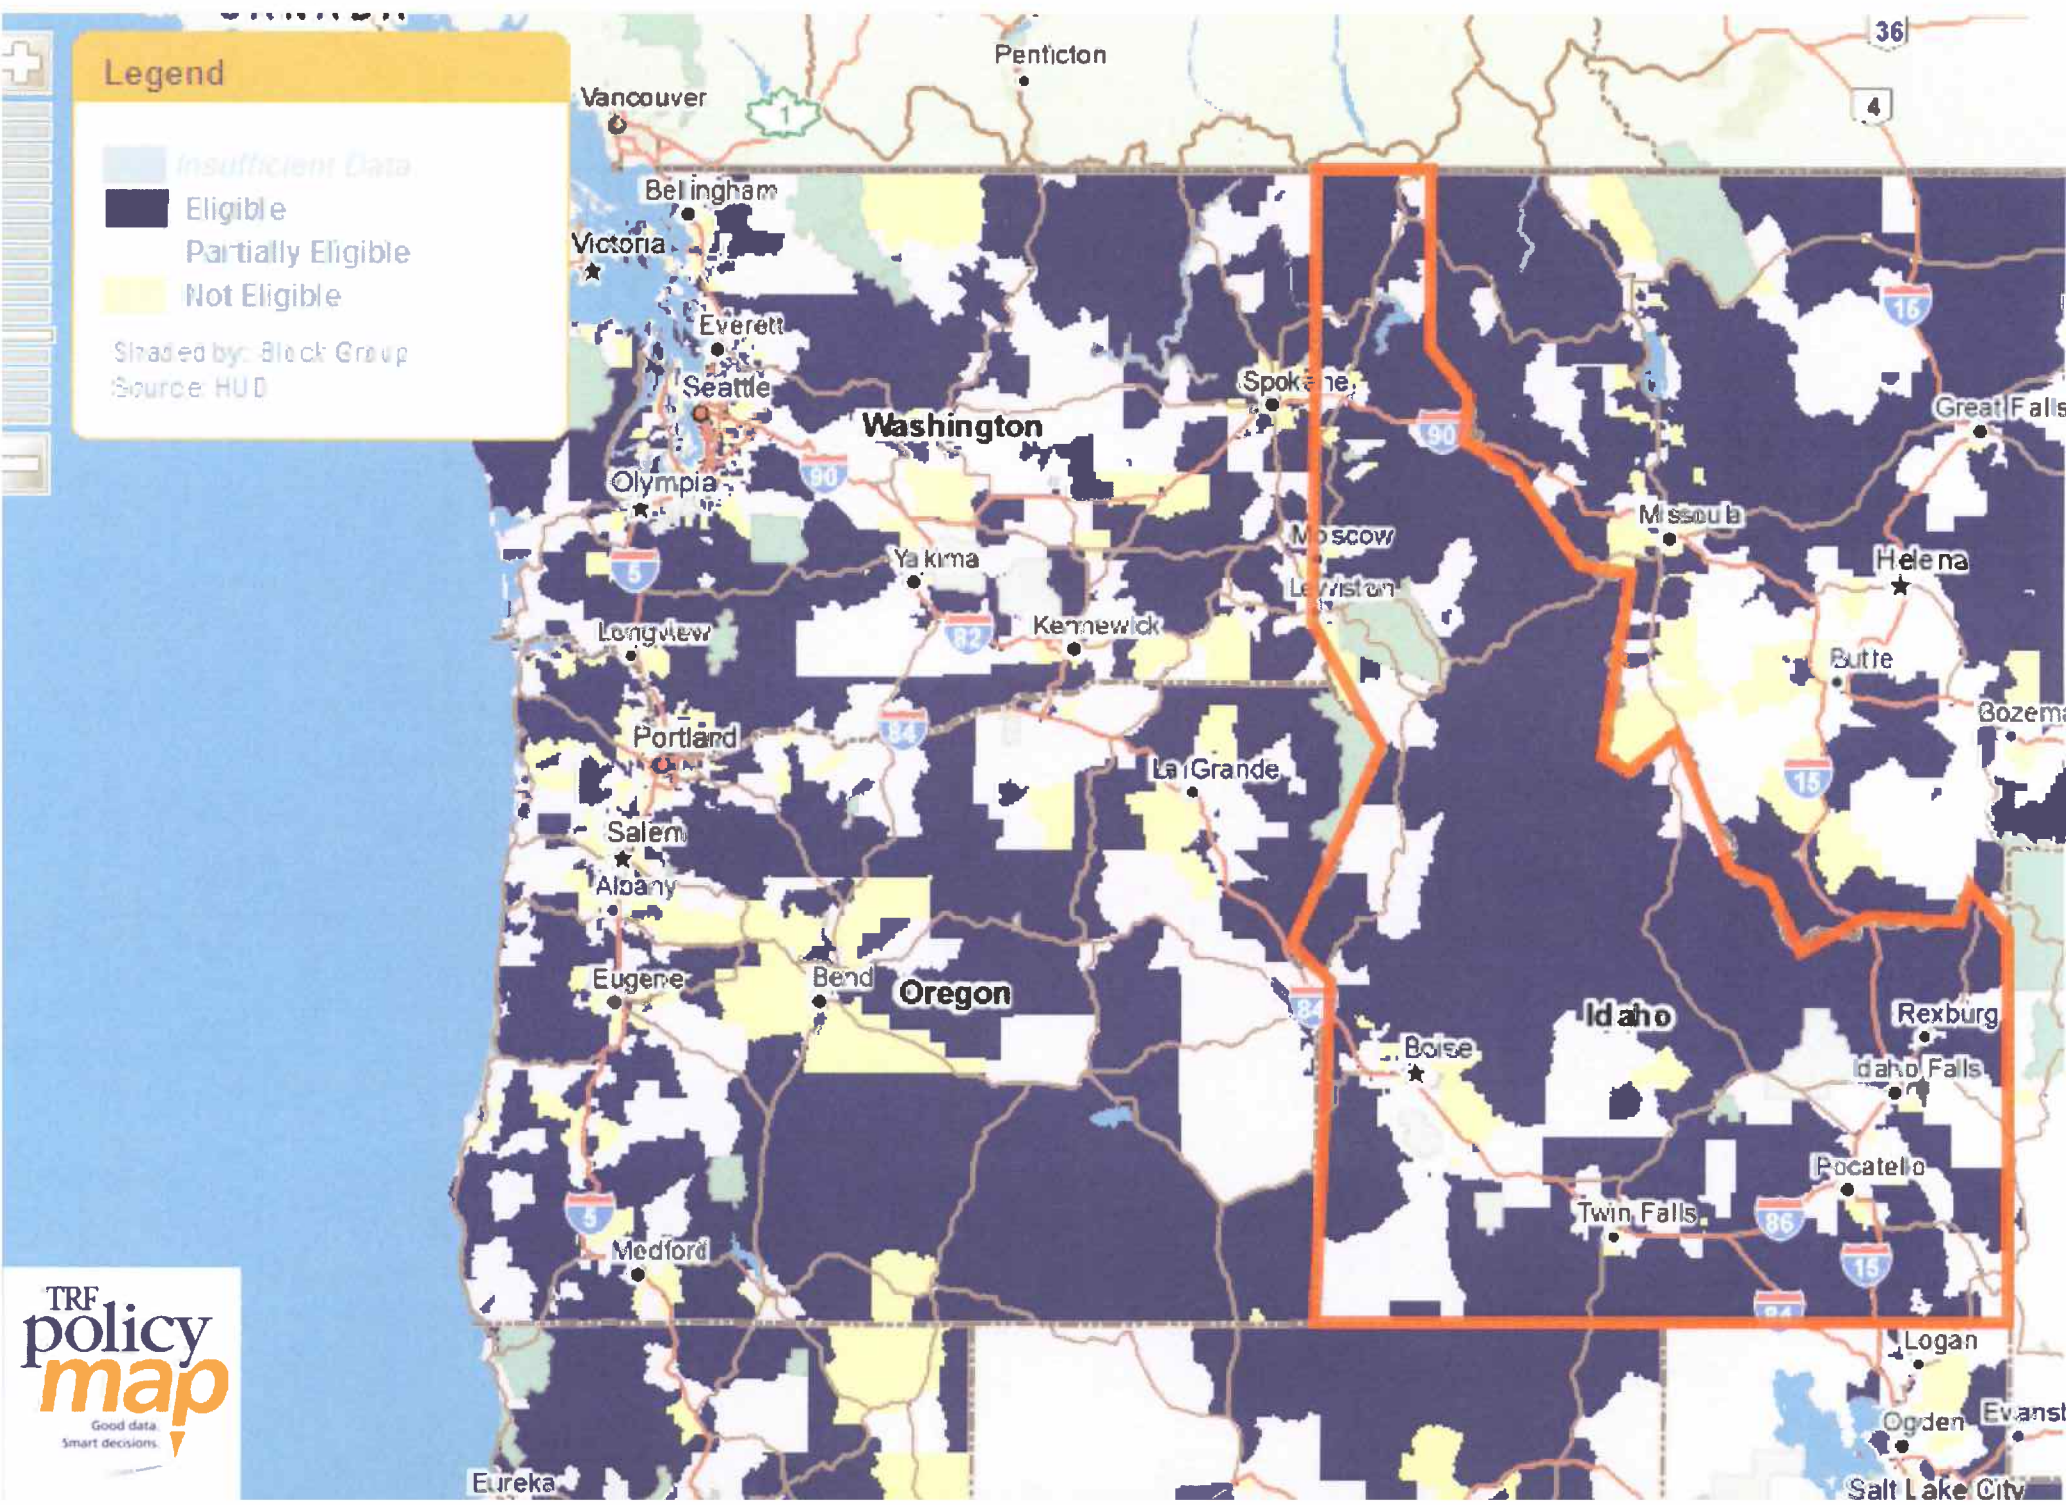 Legend
Insufficient Data
Eligible
Partially Eligible
Not Eligible
Shaded by: Block Group
Source: HUD
Penticton
36
Vancouver
1
4
Bellingham
Victoria
15
Everett
Seattle
Spokane
Washington
Great Falls
90
90
Olympia
Moscow
Missoula
Yakima
Helena
5
Lewiston
Longview
82
Kennewick
Butte
Bozema
84
Portland
La Grande
15
Salem
Albany
Eugene
Bend
Oregon
84
Idaho
Rexburg
Boise
Idaho Falls
Pocatello
5
Twin Falls
86
Medford
15
84
TRF
policy
map
Good data.
Smart decisions.
Logan
Ogden
Evanst
Eureka
Salt Lake City